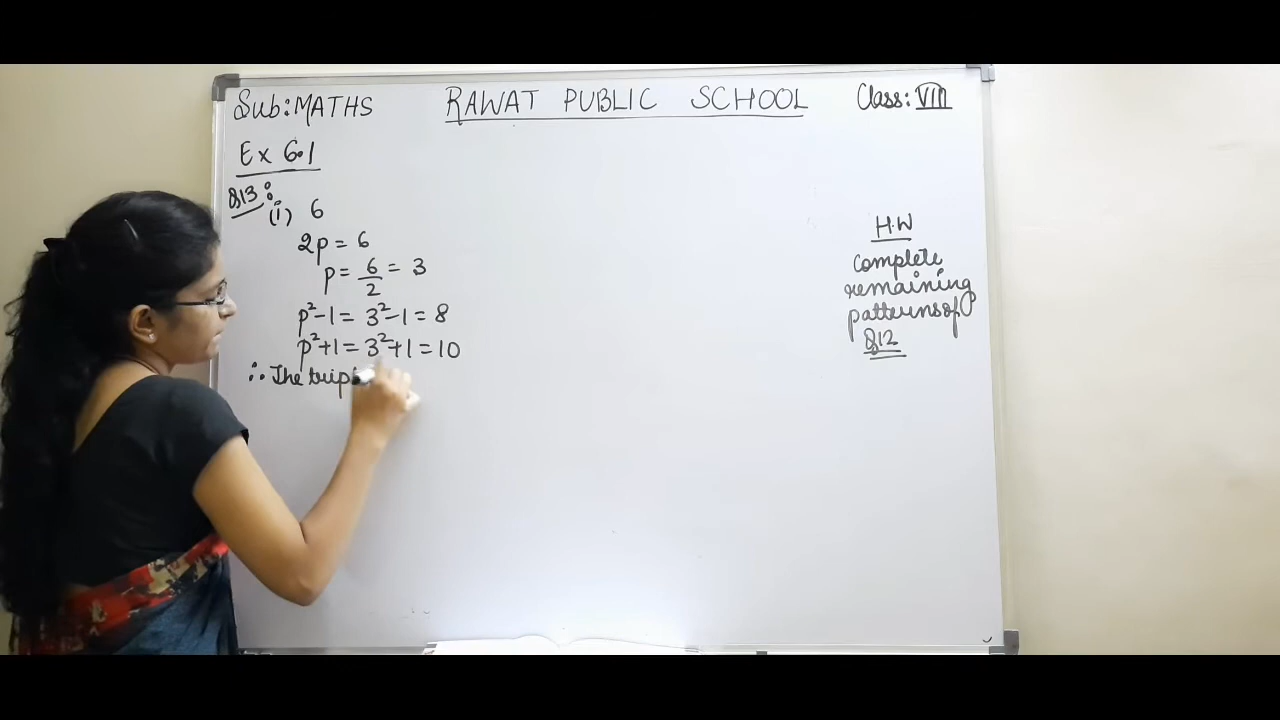 Sub: MATHS
RAWAT PUBLIC SCHOOL
Class: VIII
Ex 6.1
Q13:
(i) 6
2p = 6
p = 6/2 = 3
p²-1 = 3²-1 = 8
p²+1 = 3²+1 = 10
∴ The
H.W
complete
remaining
patterns of
Q12